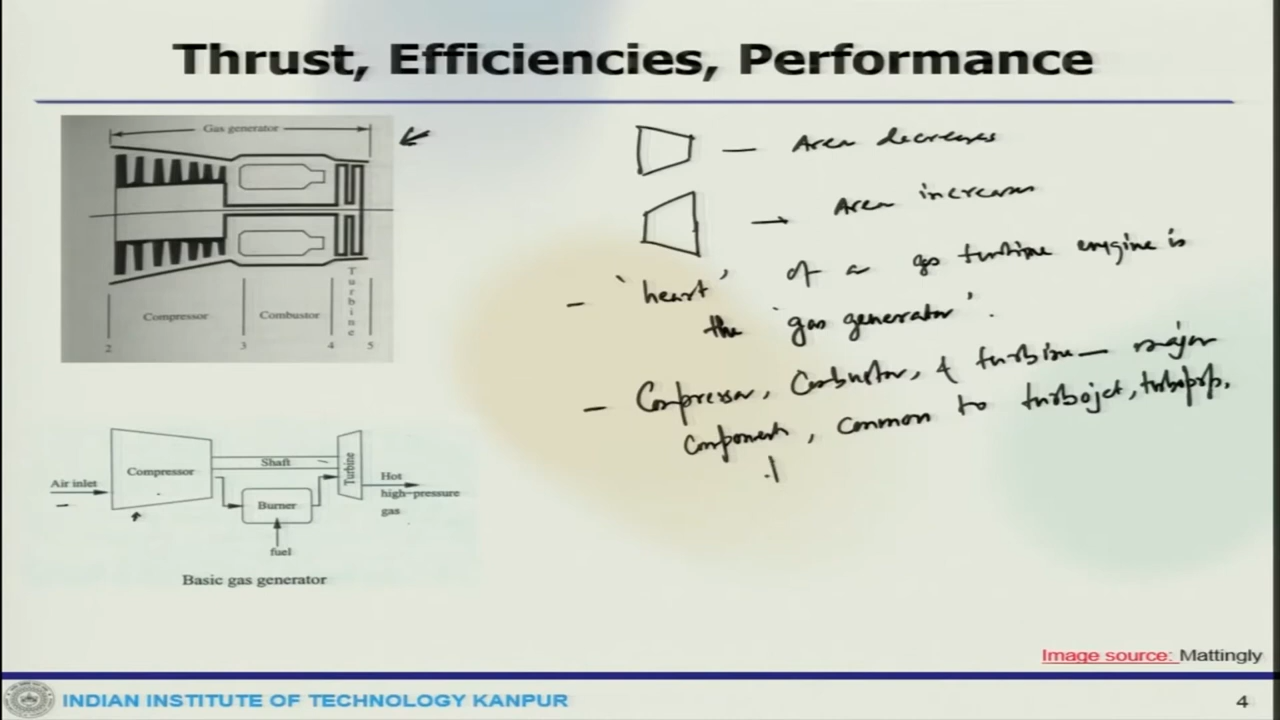 Thrust, Efficiencies, Performance
Gas generator
Compressor
Combustor
Turbine
2
3
4
5
Area decreases
Area increases
- 'heart' of a gas turbine engine is
the 'gas generator'.
- Compressor, Combustor, & turbine - major
components, common to turbojet, turboprop,
Air inlet
Compressor
Shaft
Burner
Turbine
Hot
high-pressure
gas
fuel
Basic gas generator
Image source: Mattingly
INDIAN INSTITUTE OF TECHNOLOGY KANPUR
4